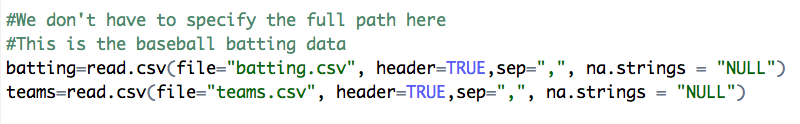 #We don't have to specify the full path here
#This is the baseball batting data
batting=read.csv(file="batting.csv", header=TRUE,sep=",", na.strings = "NULL")
teams=read.csv(file="teams.csv", header=TRUE,sep=",", na.strings = "NULL")